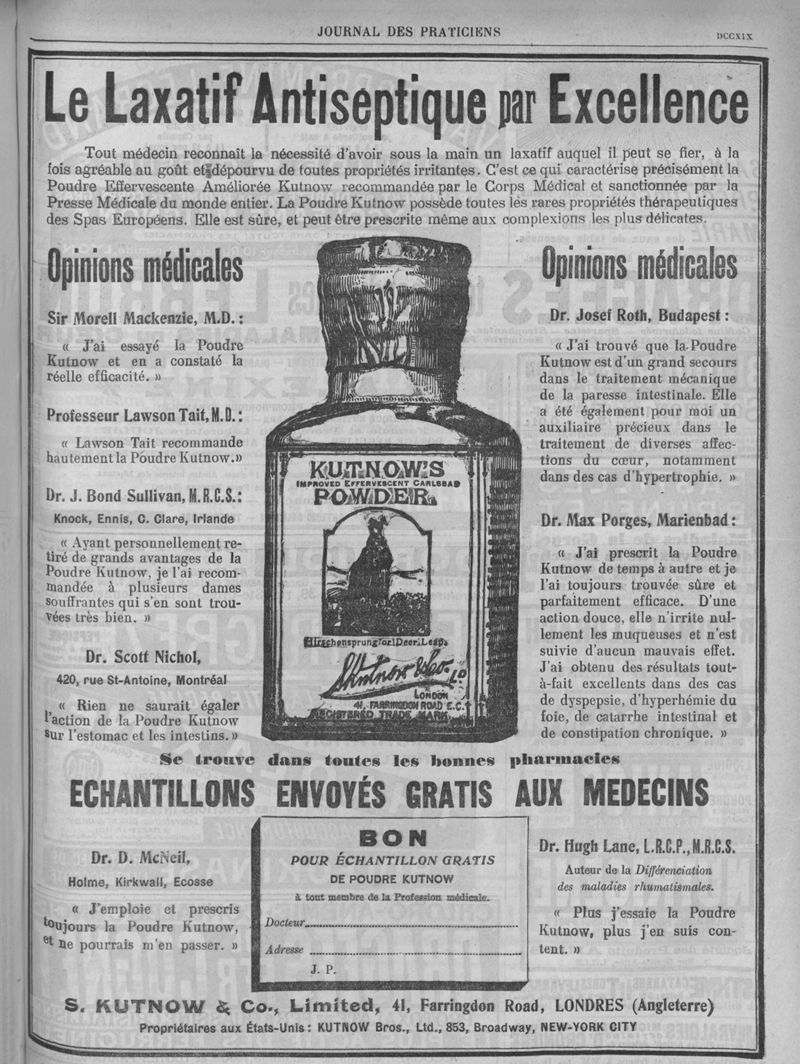 JOURNAL DES PRATICIENS
DCCXIX
Le Laxatif Antiseptique par Excellence
Tout médecin reconnaît la nécessité d'avoir sous la main un laxatif auquel il peut se fier, à la
fois agréable au goût et dépourvu de toutes propriétés irritantes. C'est ce qui caractérise précisément la
Poudre Effervescente Améliorée Kutnow recommandée par le Corps Médical et sanctionnée par la
Presse Médicale du monde entier. La Poudre Kutnow possède toutes les rares propriétés thérapeutiques
des Spas Européens. Elle est sûre, et peut être prescrite même aux complexions les plus délicates.
Opinions médicales
Sir Morell Mackenzie, M.D. :
« J'ai essayé la Poudre
Kutnow et en a constaté la
réelle efficacité. »
Professeur Lawson Tait, M.D. :
« Lawson Tait recommande
hautement la Poudre Kutnow.»
Dr. J. Bond Sullivan, M.R.C.S. :
Knock, Ennis, C. Clare, Irlande
« Ayant personnellement re-
tiré de grands avantages de la
Poudre Kutnow, je l'ai recom-
mandée à plusieurs dames
souffrantes qui s'en sont trou-
vées très bien. »
Dr. Scott Nichol,
420, rue St-Antoine, Montréal
« Rien ne saurait égaler
l'action de la Poudre Kutnow
sur l'estomac et les intestins. »
KUTNOW'S
IMPROVED EFFERVESCENT CARLSBAD
POWDER.
Hirschensprung or Deer Leap.
S. Kutnow & Co. Ld
LONDON
41, FARRINGDON ROAD E.C.
REGISTERED TRADE MARK
Opinions médicales
Dr. Josef Roth, Budapest :
« J'ai trouvé que la Poudre
Kutnow est d'un grand secours
dans le traitement mécanique
de la paresse intestinale. Elle
a été également pour moi un
auxiliaire précieux dans le
traitement de diverses affec-
tions du cœur, notamment
dans des cas d'hypertrophie. »
Dr. Max Porges, Marienbad :
« J'ai prescrit la Poudre
Kutnow de temps à autre et je
l'ai toujours trouvée sûre et
parfaitement efficace. D'une
action douce, elle n'irrite nul-
lement les muqueuses et n'est
suivie d'aucun mauvais effet.
J'ai obtenu des résultats tout-
à-fait excellents dans des cas
de dyspepsie, d'hyperhémie du
foie, de catarrhe intestinal et
de constipation chronique. »
Se trouve dans toutes les bonnes pharmacies
ECHANTILLONS ENVOYÉS GRATIS AUX MEDECINS
Dr. D. McNeil,
Holme, Kirkwall, Ecosse
« J'emploie et prescris
toujours la Poudre Kutnow,
et ne pourrais m'en passer. »
BON
POUR ÉCHANTILLON GRATIS
DE POUDRE KUTNOW
à tout membre de la Profession médicale.
Docteur
Adresse
J. P.
Dr. Hugh Lane, L.R.C.P., M.R.C.S.
Auteur de la Différenciation
des maladies rhumatismales.
« Plus j'essaie la Poudre
Kutnow, plus j'en suis con-
tent. »
S. KUTNOW & Co., Limited, 41, Farringdon Road, LONDRES (Angleterre)
Propriétaires aux États-Unis : KUTNOW Bros., Ltd., 853, Broadway, NEW-YORK CITY